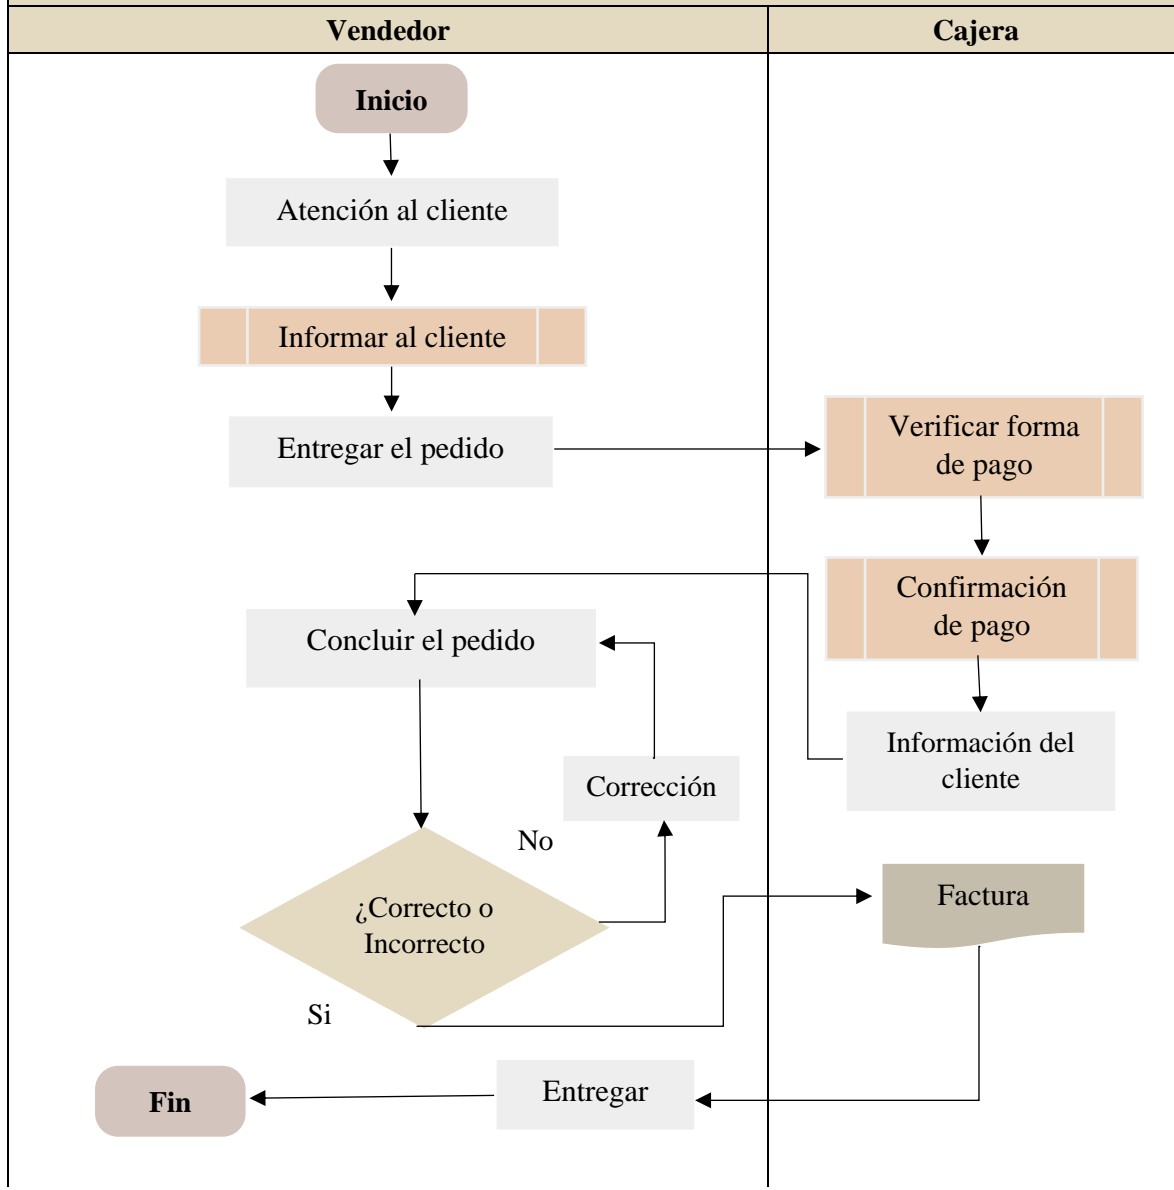 Vendedor
Cajera
Inicio
Atención al cliente
Informar al cliente
Entregar el pedido
Verificar forma
de pago
Confirmación
de pago
Información del
cliente
Concluir el pedido
Corrección
No
¿Correcto o
Incorrecto
Si
Factura
Entregar
Fin